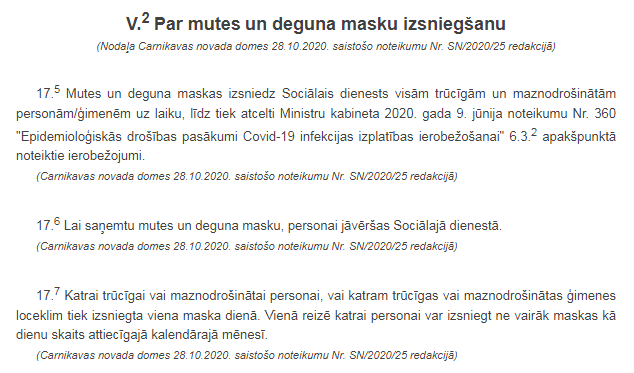 V.² Par mutes un deguna masku izsniegšanu
(Nodaļa Carnikavas novada domes 28.10.2020. saistošo noteikumu Nr. SN/2020/25 redakcijā)
17.⁵ Mutes un deguna maskas izsniedz Sociālais dienests visām trūcīgām un maznodrošinātām
personām/ģimenēm uz laiku, līdz tiek atcelti Ministru kabineta 2020. gada 9. jūnija noteikumu Nr. 360
"Epidemioloģiskās drošības pasākumi Covid-19 infekcijas izplatības ierobežošanai" 6.3.² apakšpunktā
noteiktie ierobežojumi.
(Carnikavas novada domes 28.10.2020. saistošo noteikumu Nr. SN/2020/25 redakcijā)
17.⁶ Lai saņemtu mutes un deguna masku, personai jāvēršas Sociālajā dienestā.
(Carnikavas novada domes 28.10.2020. saistošo noteikumu Nr. SN/2020/25 redakcijā)
17.⁷ Katrai trūcīgai vai maznodrošinātai personai, vai katram trūcīgas vai maznodrošinātas ģimenes
loceklim tiek izsniegta viena maska dienā. Vienā reizē katrai personai var izsniegt ne vairāk maskas kā
dienu skaits attiecīgajā kalendārajā mēnesī.
(Carnikavas novada domes 28.10.2020. saistošo noteikumu Nr. SN/2020/25 redakcijā)